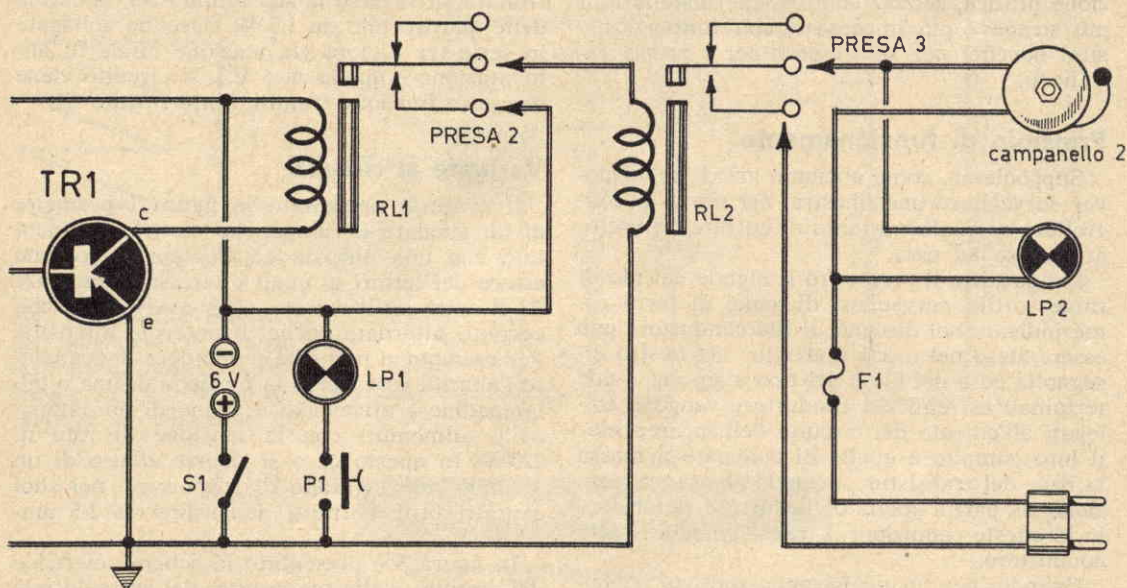 PRESA 3
PRESA 2
campanello 2
TR1
c
RL1
RL2
e
LP2
−
6 V
+
LP1
F1
S1
P1